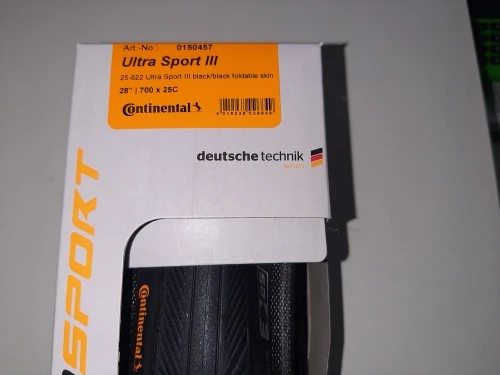 Art.-No.: 0150457
Ultra Sport III
25-622 Ultra Sport III black/black foldable skin
28" | 700 x 25C
Continental
deutsche technik
SPORT
Continental